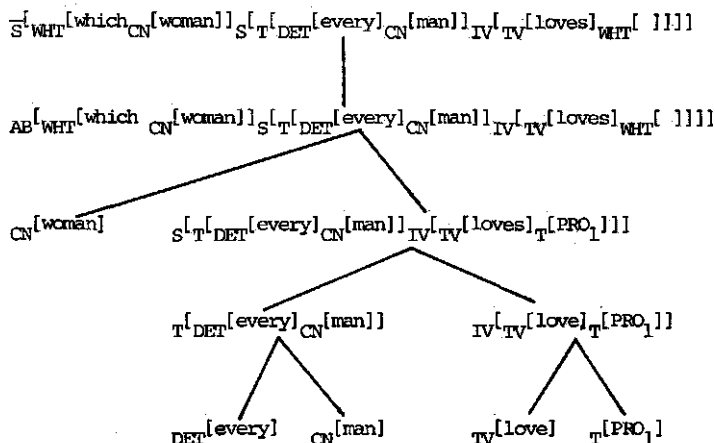 S̅[WHT[which CN[woman]]S[T[DET[every]CN[man]]IV[TV[loves]WHT[ ]]]]
AB[WHT[which CN[woman]]S[T[DET[every]CN[man]]IV[TV[loves]WHT[ ]]]]
CN[woman] S[T[DET[every]CN[man]]IV[TV[loves]T[PRO1]]]
T[DET[every]CN[man]] IV[TV[love]T[PRO1]]
DET[every] CN[man] TV[love] T[PRO1]